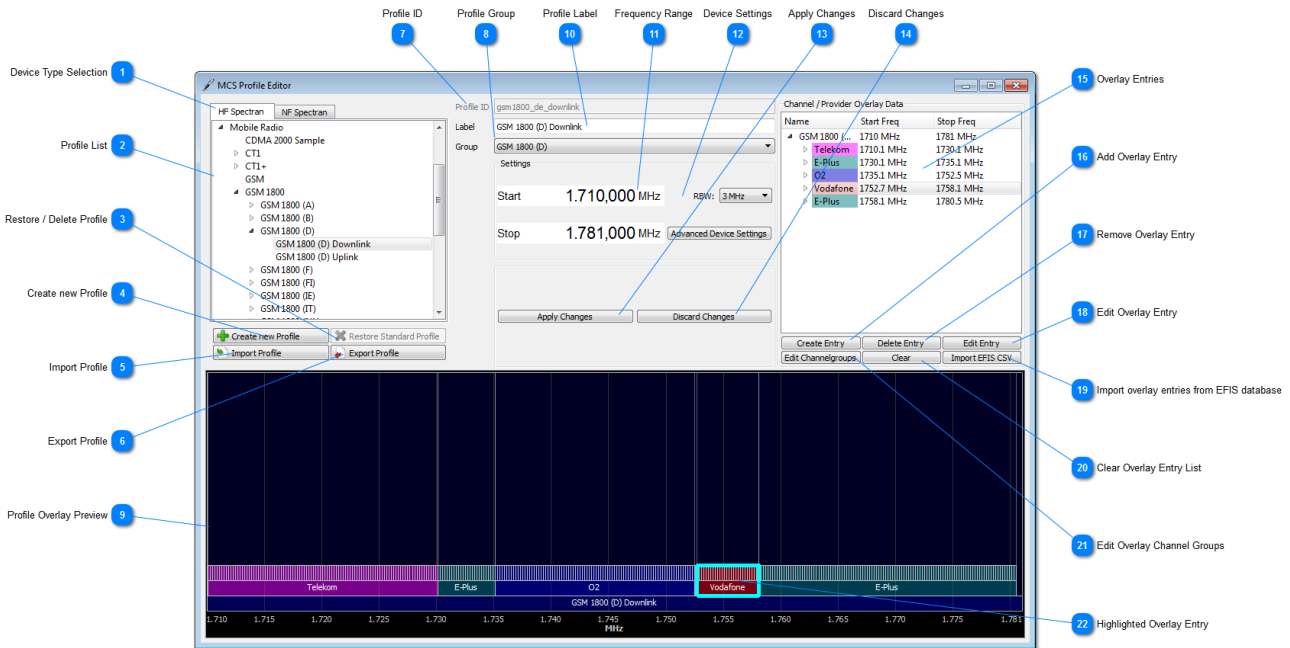 Profile ID
Profile Group
Profile Label
Frequency Range
Device Settings
Apply Changes
Discard Changes
7
8
10
11
12
13
14
Device Type Selection 1
Profile List 2
Restore / Delete Profile 3
Create new Profile 4
Import Profile 5
Export Profile 6
Profile Overlay Preview 9
MCS Profile Editor
HF Spectran
NF Spectran
Mobile Radio
CDMA 2000 Sample
CT1
CT1+
GSM
GSM 1800
GSM 1800 (A)
GSM 1800 (B)
GSM 1800 (D)
GSM 1800 (D) Downlink
GSM 1800 (D) Uplink
GSM 1800 (F)
GSM 1800 (FI)
GSM 1800 (IE)
GSM 1800 (IT)
Create new Profile
Restore Standard Profile
Import Profile
Export Profile
Profile ID gsm1800_de_downlink
Label GSM 1800 (D) Downlink
Group GSM 1800 (D)
Settings
Start 1.710,000 MHz RBW: 3 MHz
Stop 1.781,000 MHz Advanced Device Settings
Apply Changes
Discard Changes
Channel / Provider Overlay Data
Name Start Freq Stop Freq
GSM 1800 (... 1710 MHz 1781 MHz
Telekom 1710.1 MHz 1730.1 MHz
E-Plus 1730.1 MHz 1735.1 MHz
O2 1735.1 MHz 1752.5 MHz
Vodafone 1752.7 MHz 1758.1 MHz
E-Plus 1758.1 MHz 1780.5 MHz
Create Entry
Delete Entry
Edit Entry
Edit Channelgroups
Clear
Import EFIS CSV
15 Overlay Entries
16 Add Overlay Entry
17 Remove Overlay Entry
18 Edit Overlay Entry
19 Import overlay entries from EFIS database
20 Clear Overlay Entry List
21 Edit Overlay Channel Groups
22 Highlighted Overlay Entry
Telekom
E-Plus
O2
Vodafone
E-Plus
GSM 1800 (D) Downlink
1.710 1.715 1.720 1.725 1.730 1.735 1.740 1.745 1.750 1.755 1.760 1.765 1.770 1.775 1.781
MHz